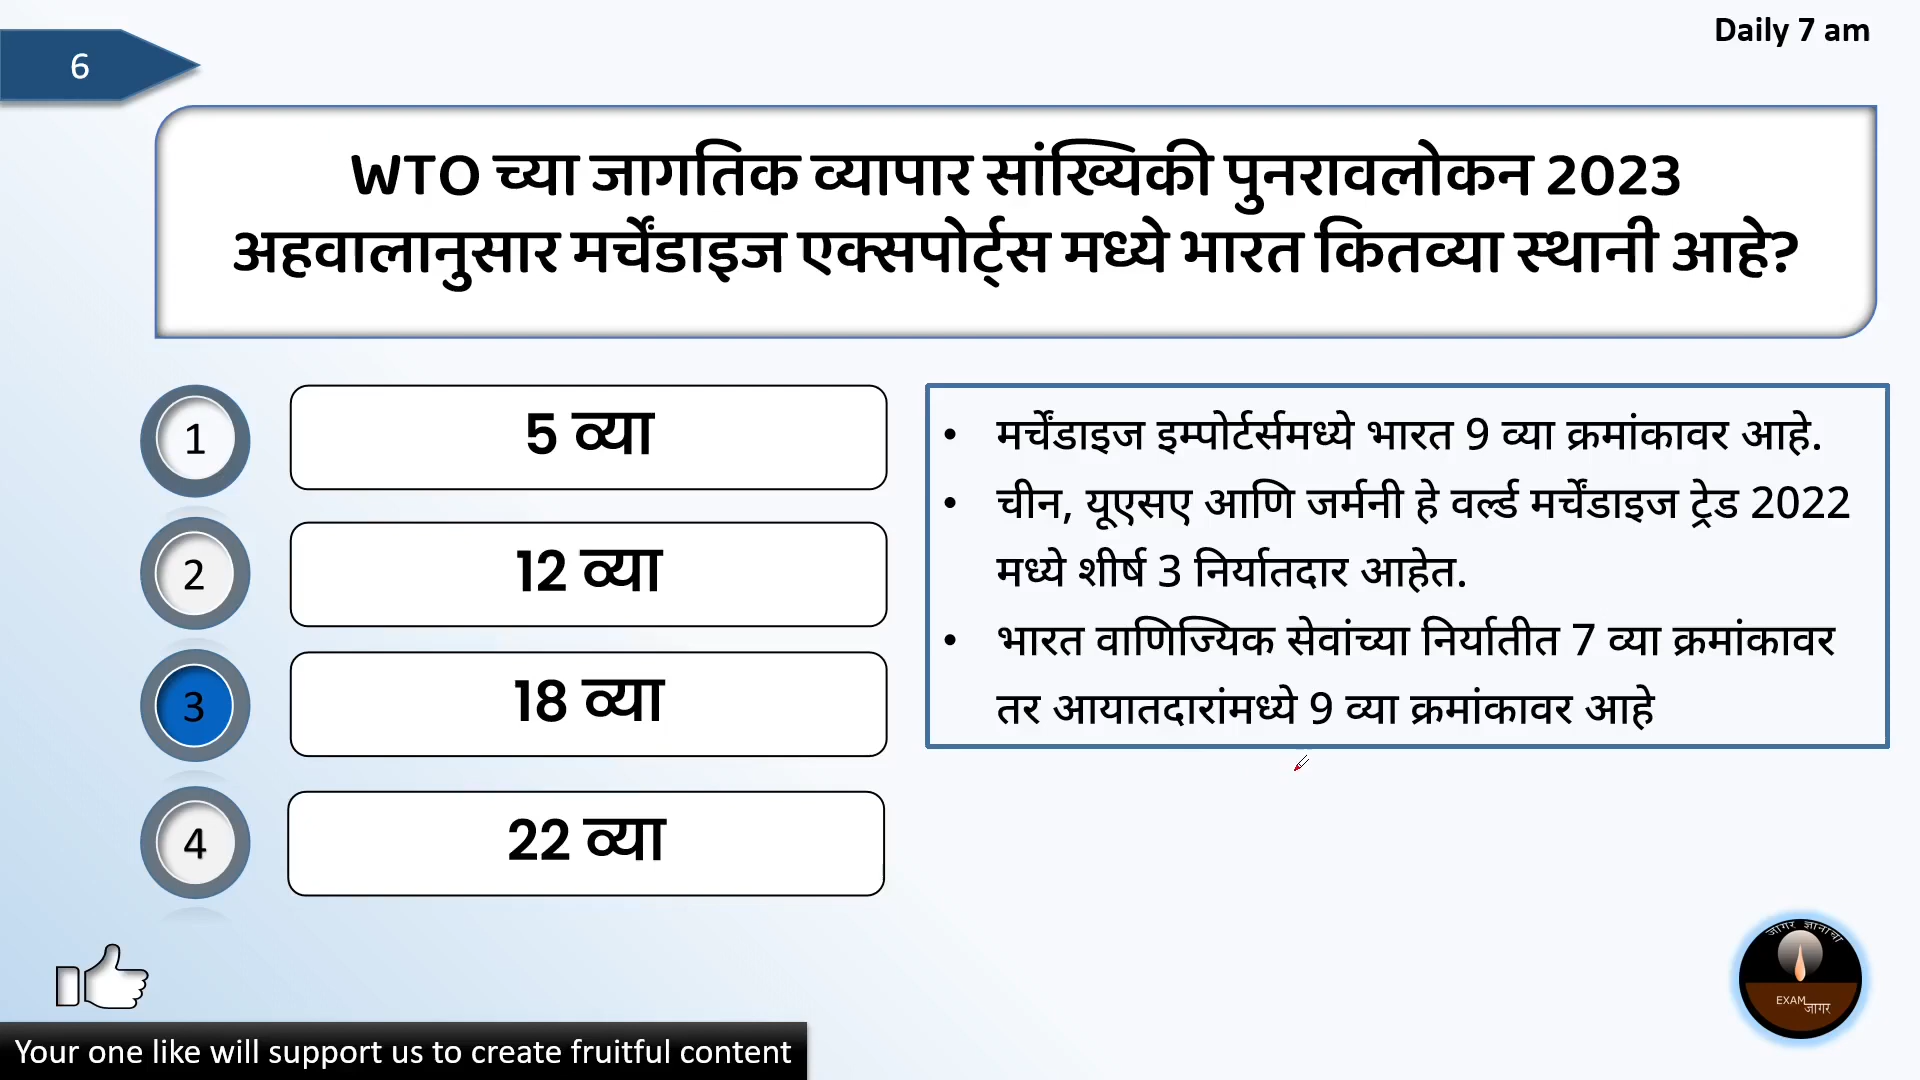 Daily 7 am
6
WTO च्या जागतिक व्यापार सांख्यिकी पुनरावलोकन 2023
अहवालानुसार मर्चेंडाइज एक्सपोर्ट्स मध्ये भारत कितव्या स्थानी आहे?
1
5 व्या
2
12 व्या
3
18 व्या
4
22 व्या
• मर्चेंडाइज इम्पोर्टर्समध्ये भारत 9 व्या क्रमांकावर आहे.
• चीन, यूएसए आणि जर्मनी हे वर्ल्ड मर्चेंडाइज ट्रेड 2022
मध्ये शीर्ष 3 निर्यातदार आहेत.
• भारत वाणिज्यिक सेवांच्या निर्यातीत 7 व्या क्रमांकावर
तर आयातदारांमध्ये 9 व्या क्रमांकावर आहे
जागर ज्ञानाचा
EXAM
जागर
Your one like will support us to create fruitful content